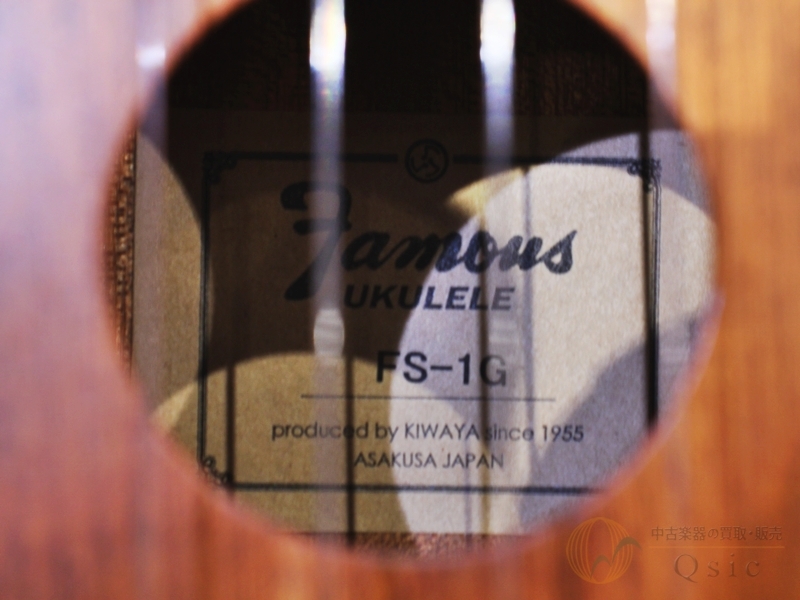 Famous
UKULELE
FS-1G
produced by KIWAYA since 1955
ASAKUSA JAPAN
中古楽器の買取・販売
Qsic